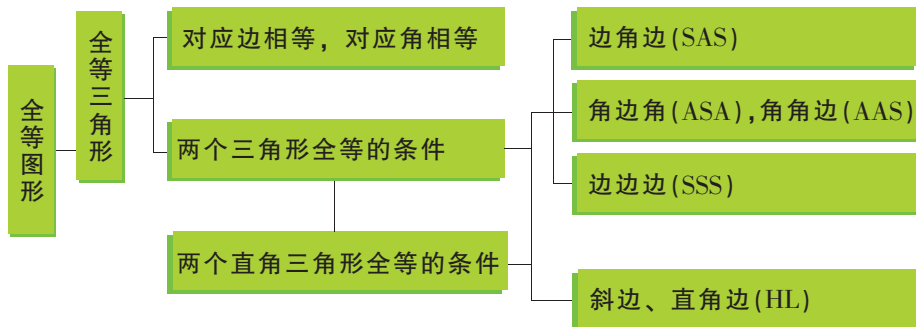 全等图形
全等三角形
对应边相等，对应角相等
两个三角形全等的条件
两个直角三角形全等的条件
边角边(SAS)
角边角(ASA),角角边(AAS)
边边边(SSS)
斜边、直角边(HL)